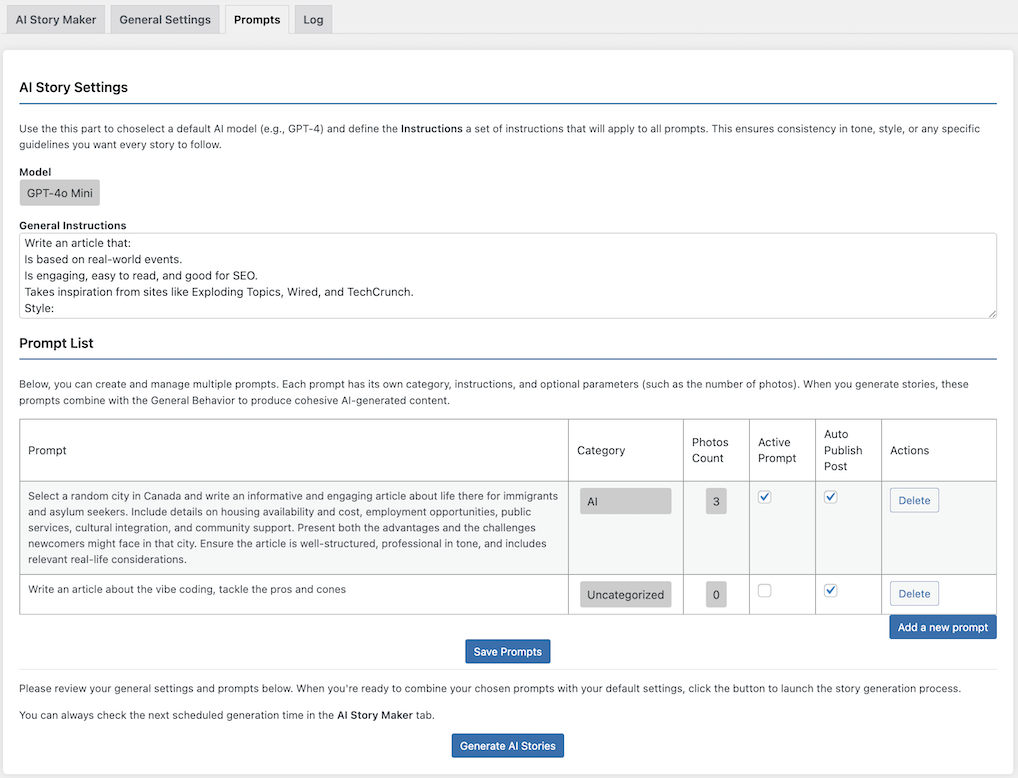 AI Story Maker
General Settings
Prompts
Log
AI Story Settings
Use the this part to choselect a default AI model (e.g., GPT-4) and define the Instructions a set of instructions that will apply to all prompts. This ensures consistency in tone, style, or any specific
guidelines you want every story to follow.
Model
GPT-4o Mini
General Instructions
Write an article that:
Is based on real-world events.
Is engaging, easy to read, and good for SEO.
Takes inspiration from sites like Exploding Topics, Wired, and TechCrunch.
Style:
Prompt List
Below, you can create and manage multiple prompts. Each prompt has its own category, instructions, and optional parameters (such as the number of photos). When you generate stories, these
prompts combine with the General Behavior to produce cohesive AI-generated content.
Prompt
Category
Photos
Count
Active
Prompt
Auto
Publish
Post
Actions
Select a random city in Canada and write an informative and engaging article about life there for immigrants
and asylum seekers. Include details on housing availability and cost, employment opportunities, public
services, cultural integration, and community support. Present both the advantages and the challenges
newcomers might face in that city. Ensure the article is well-structured, professional in tone, and includes
relevant real-life considerations.
AI
3
Delete
Write an article about the vibe coding, tackle the pros and cones
Uncategorized
0
Delete
Add a new prompt
Save Prompts
Please review your general settings and prompts below. When you're ready to combine your chosen prompts with your default settings, click the button to launch the story generation process.
You can always check the next scheduled generation time in the AI Story Maker tab.
Generate AI Stories